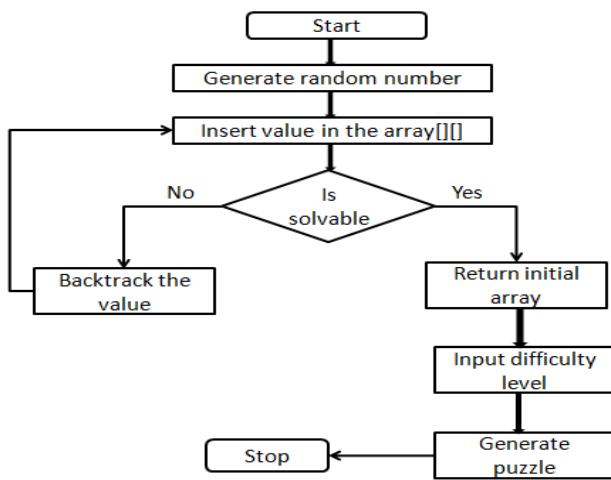 Start
Generate random number
Insert value in the array[][]
Is
solvable
No
Yes
Backtrack the
value
Return initial
array
Input difficulty
level
Generate
puzzle
Stop